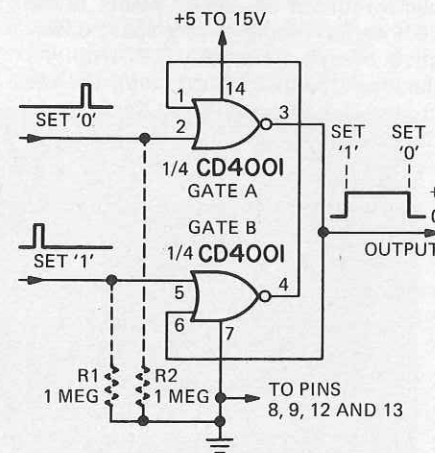 +5 TO 15V
1
14
3
2
SET '0'
1/4 CD4001
GATE A
SET '1'
SET '0'
+
0
OUTPUT
GATE B
1/4 CD4001
SET '1'
5
4
6
7
R1
1 MEG
R2
1 MEG
TO PINS
8, 9, 12 AND 13